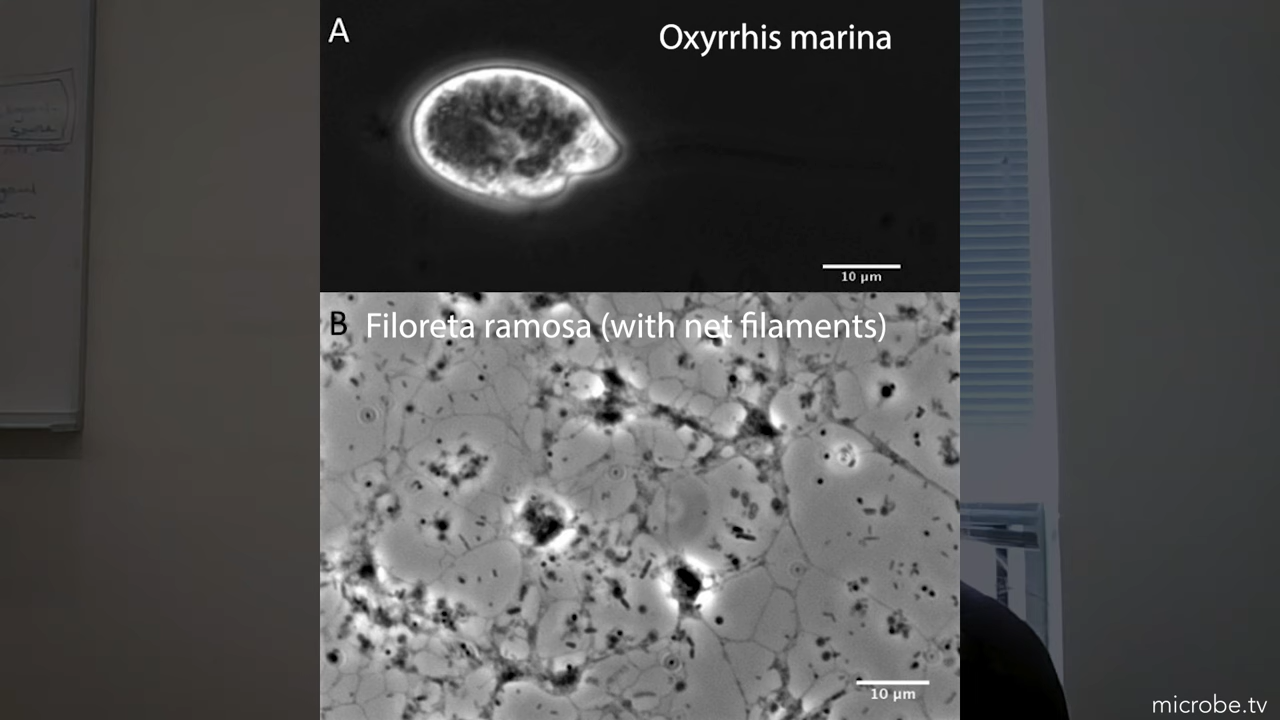 A
Oxyrrhis marina
10 µm
B
Filoreta ramosa (with net filaments)
10 µm
microbe.tv